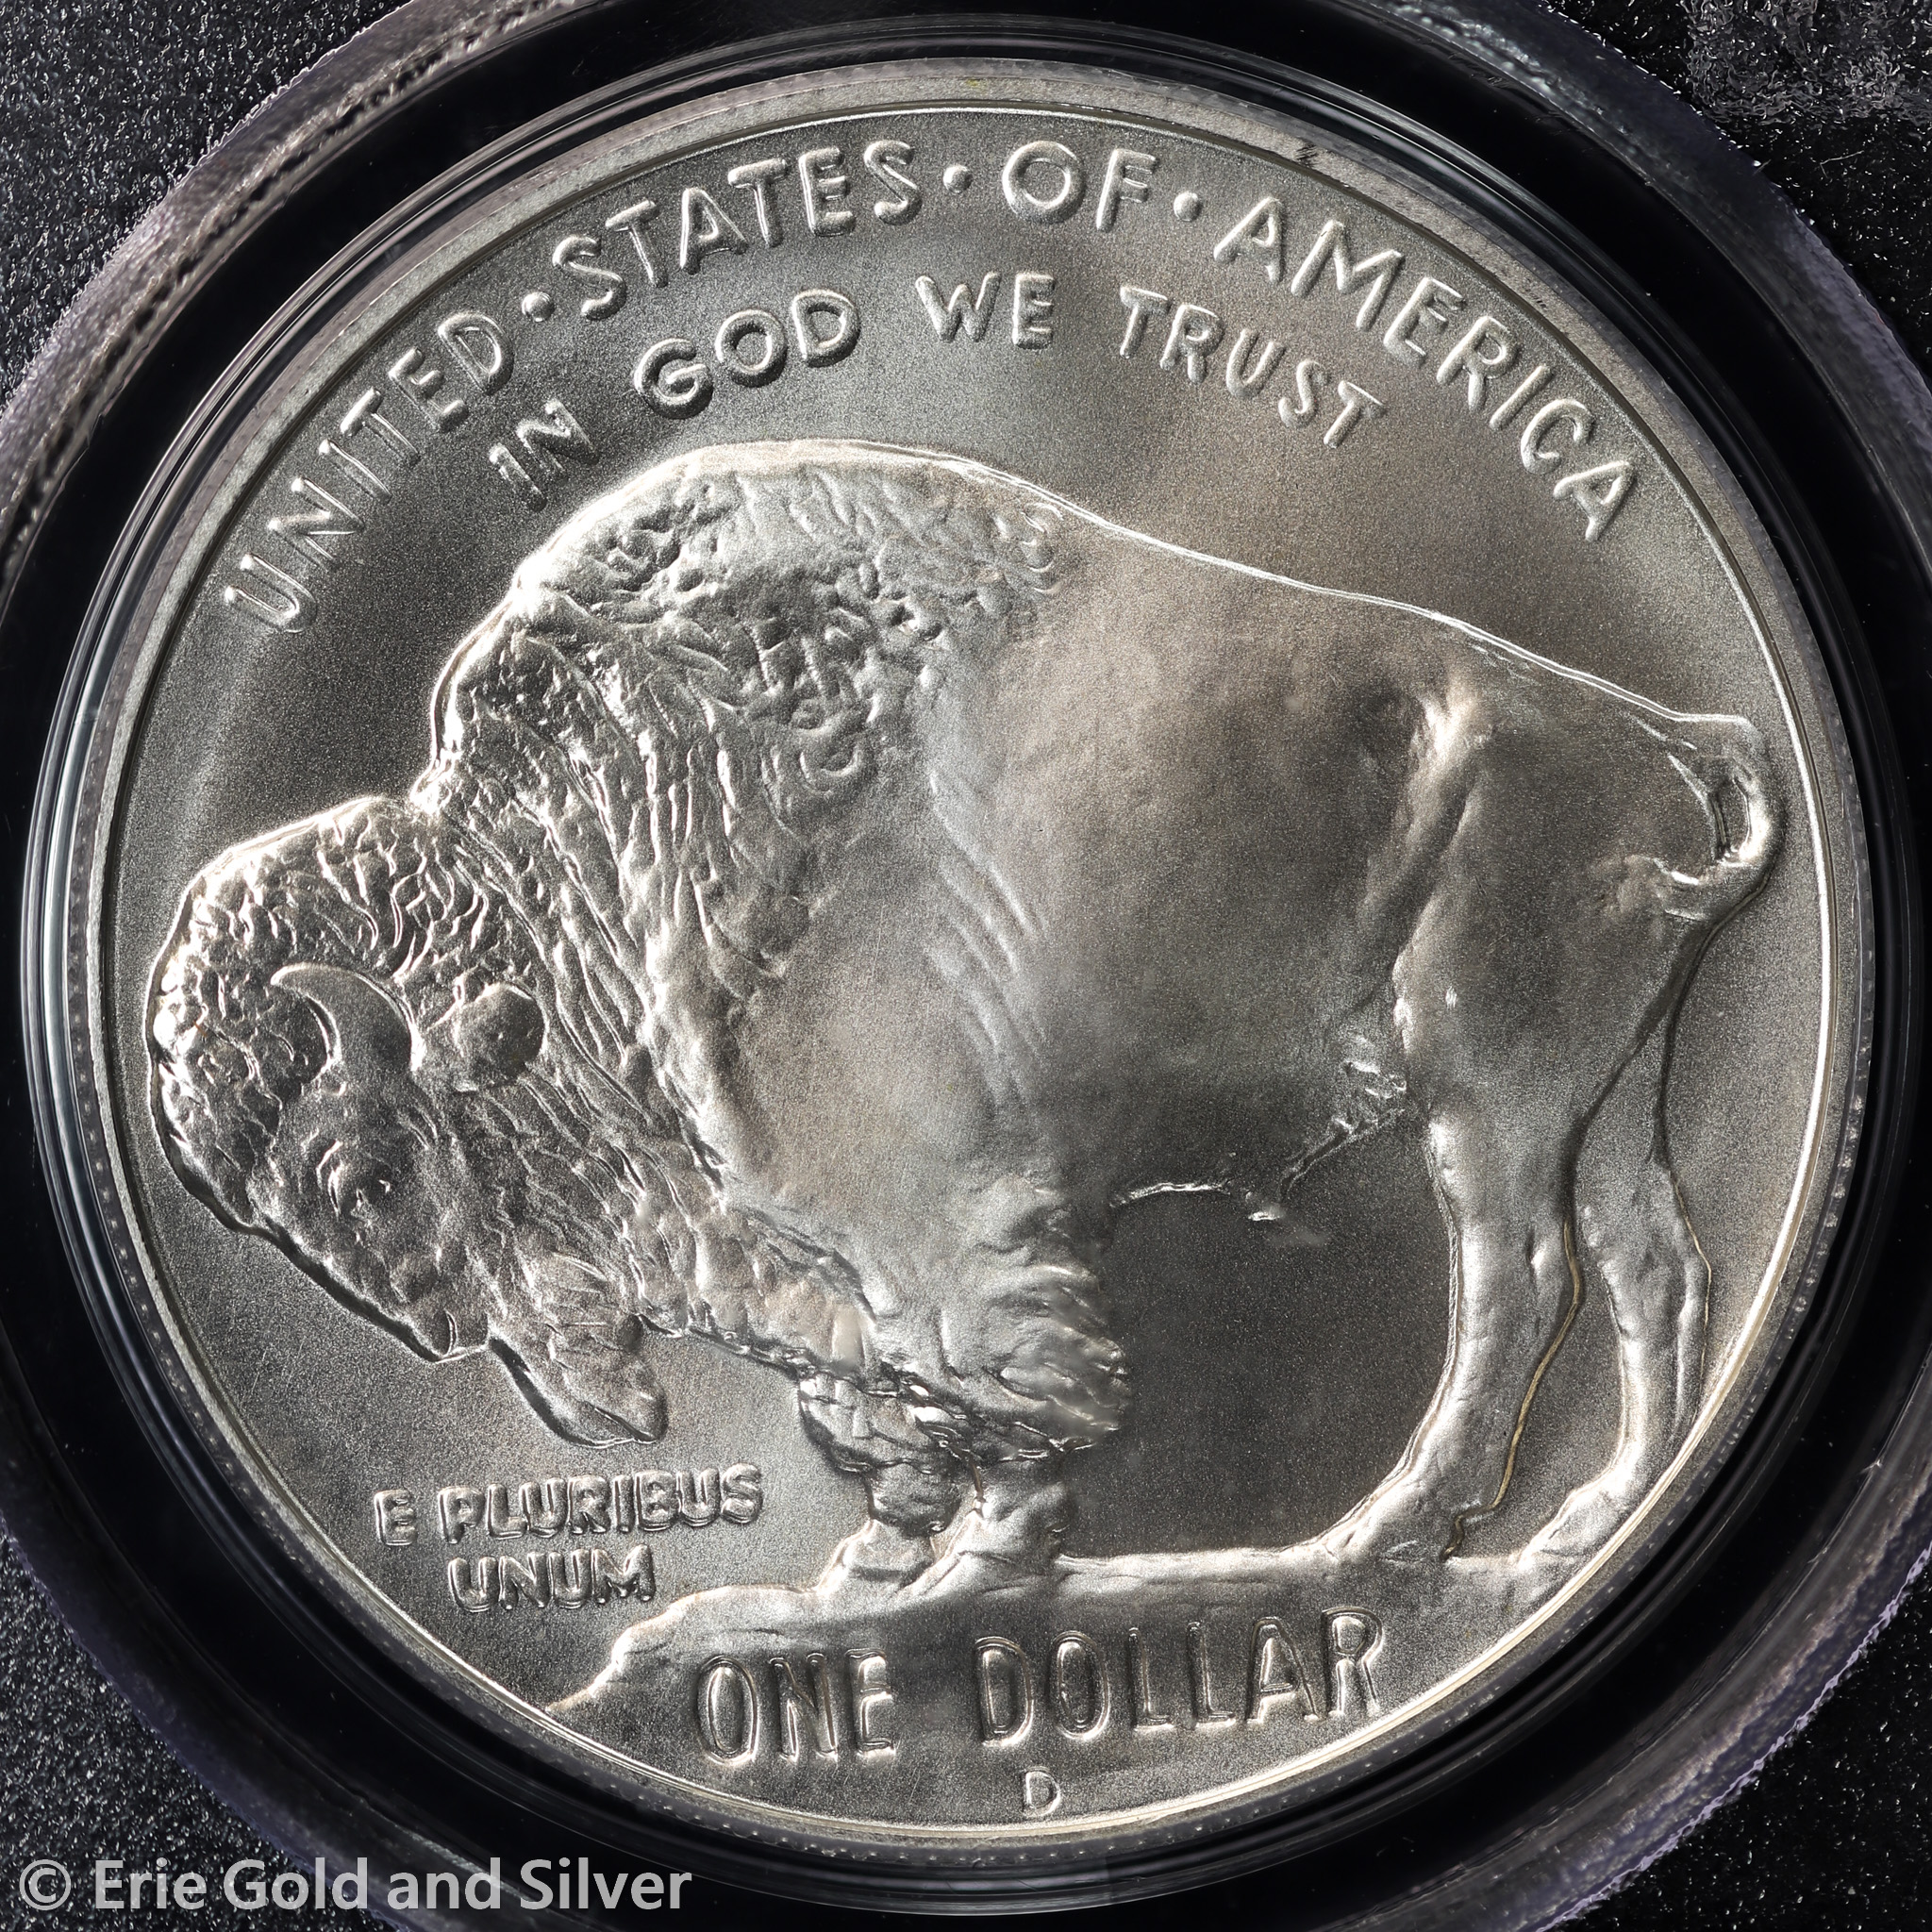 UNITED·STATES·OF·AMERICA
IN GOD WE TRUST
E PLURIBUS
UNUM
ONE DOLLAR
D
© Erie Gold and Silver